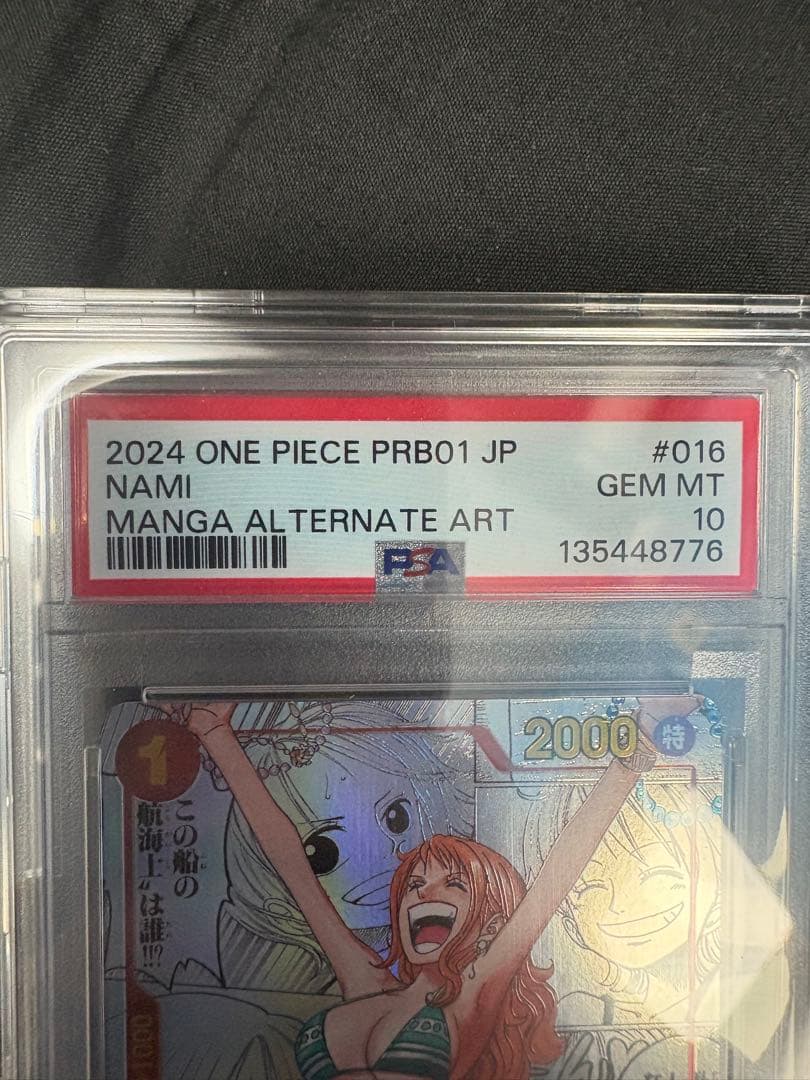 2024 ONE PIECE PRB01 JP #016
NAMI GEM MT
MANGA ALTERNATE ART 10
135448776
PSA
1
2000 特
この船の
航海士は誰!!?
1000